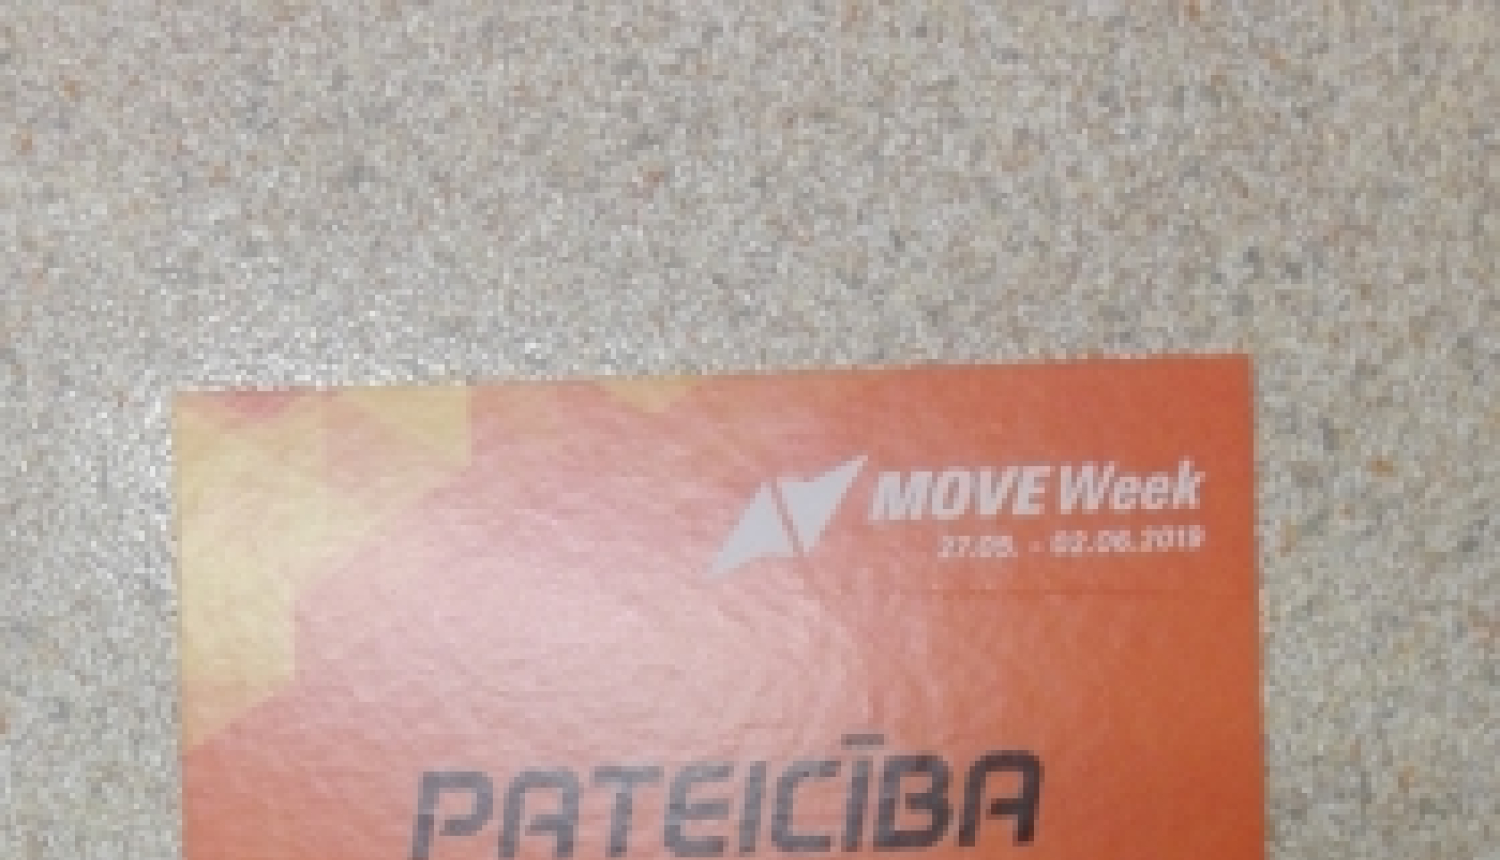 MOVE Week
27.05. - 02.06.2019
PATEICĪBA